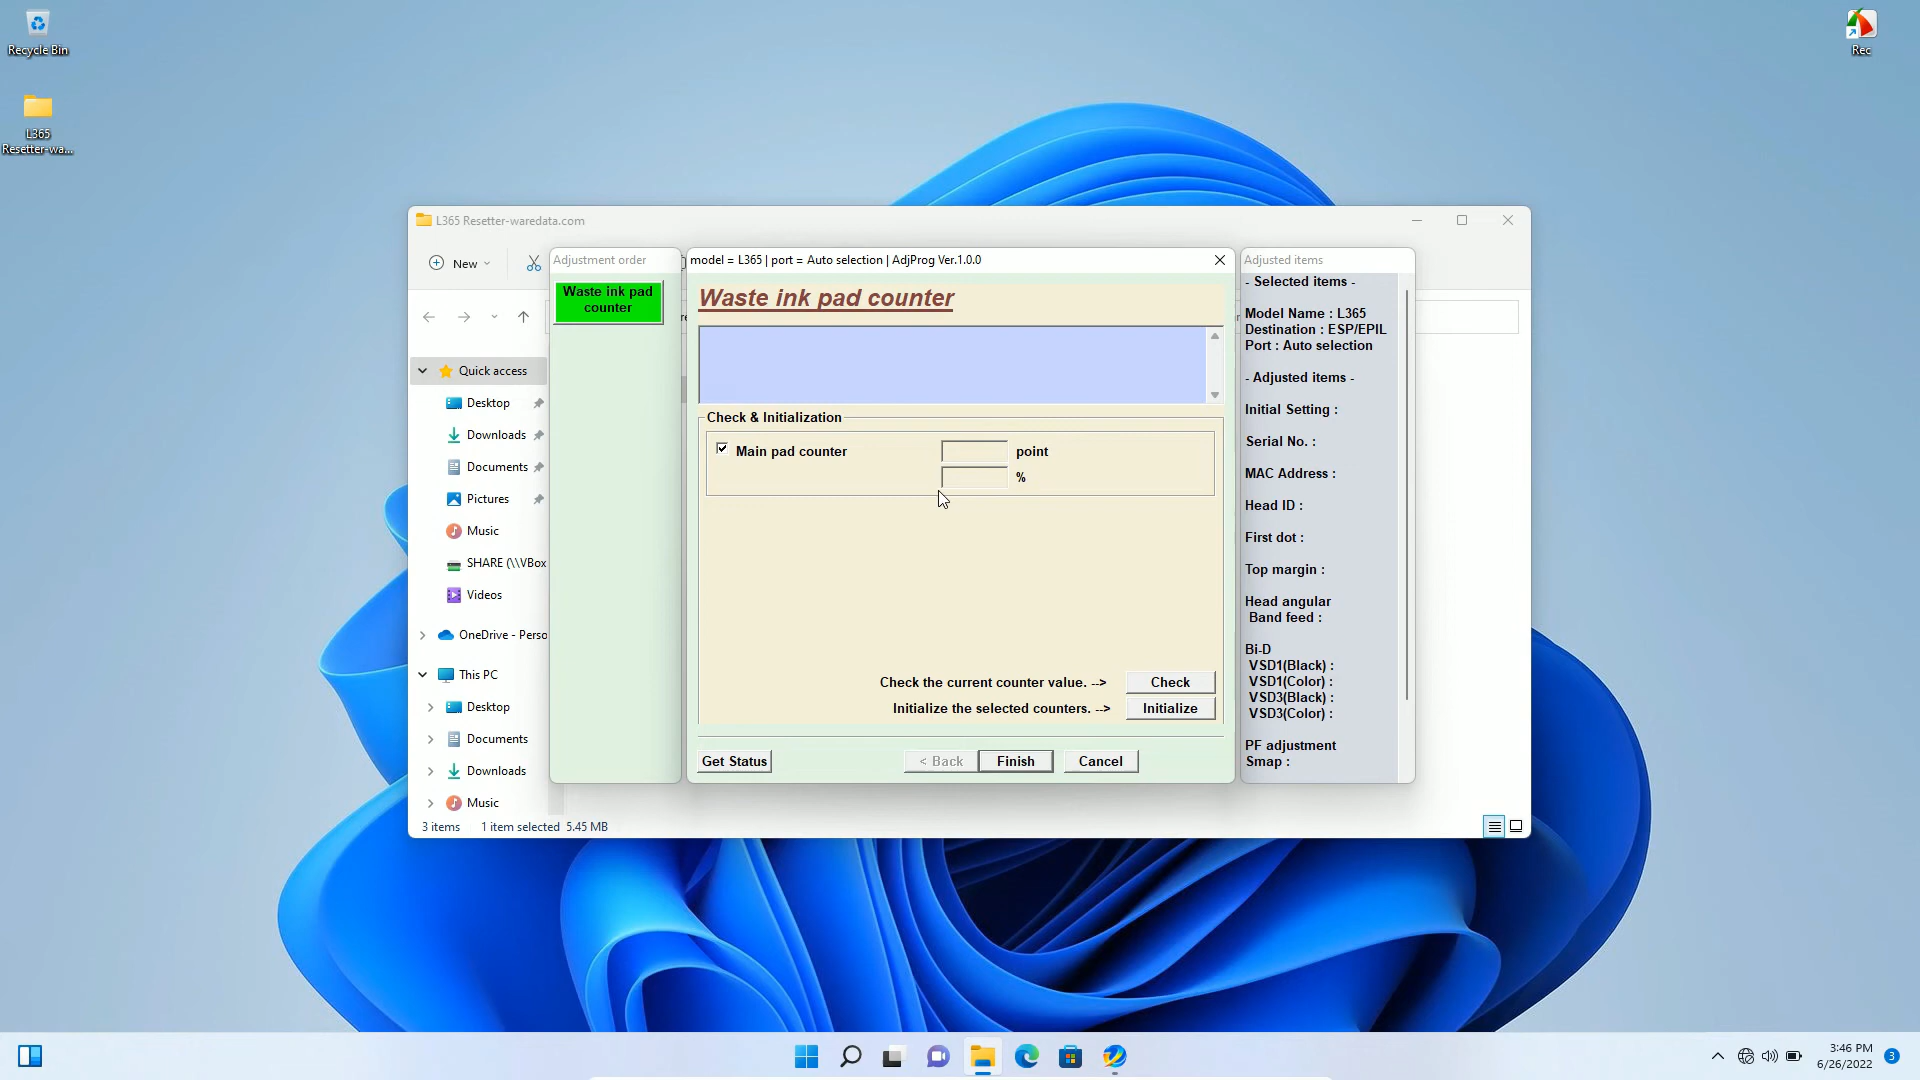 Recycle Bin
L365
Resetter-wa...
Rec
L365 Resetter-waredata.com
New
Adjustment order
Waste ink pad
counter
model = L365 | port = Auto selection | AdjProg Ver.1.0.0
Waste ink pad counter
Check & Initialization
Main pad counter
point
%
Check the current counter value. -->
Check
Initialize the selected counters. -->
Initialize
Get Status
< Back
Finish
Cancel
Adjusted items
- Selected items -
Model Name : L365
Destination : ESP/EPIL
Port : Auto selection
- Adjusted items -
Initial Setting :
Serial No. :
MAC Address :
Head ID :
First dot :
Top margin :
Head angular
Band feed :
Bi-D
VSD1(Black) :
VSD1(Color) :
VSD3(Black) :
VSD3(Color) :
PF adjustment
Smap :
Quick access
Desktop
Downloads
Documents
Pictures
Music
SHARE (\\VBox
Videos
OneDrive - Perso
This PC
Desktop
Documents
Downloads
Music
3 items
1 item selected 5.45 MB
3:46 PM
6/26/2022
3